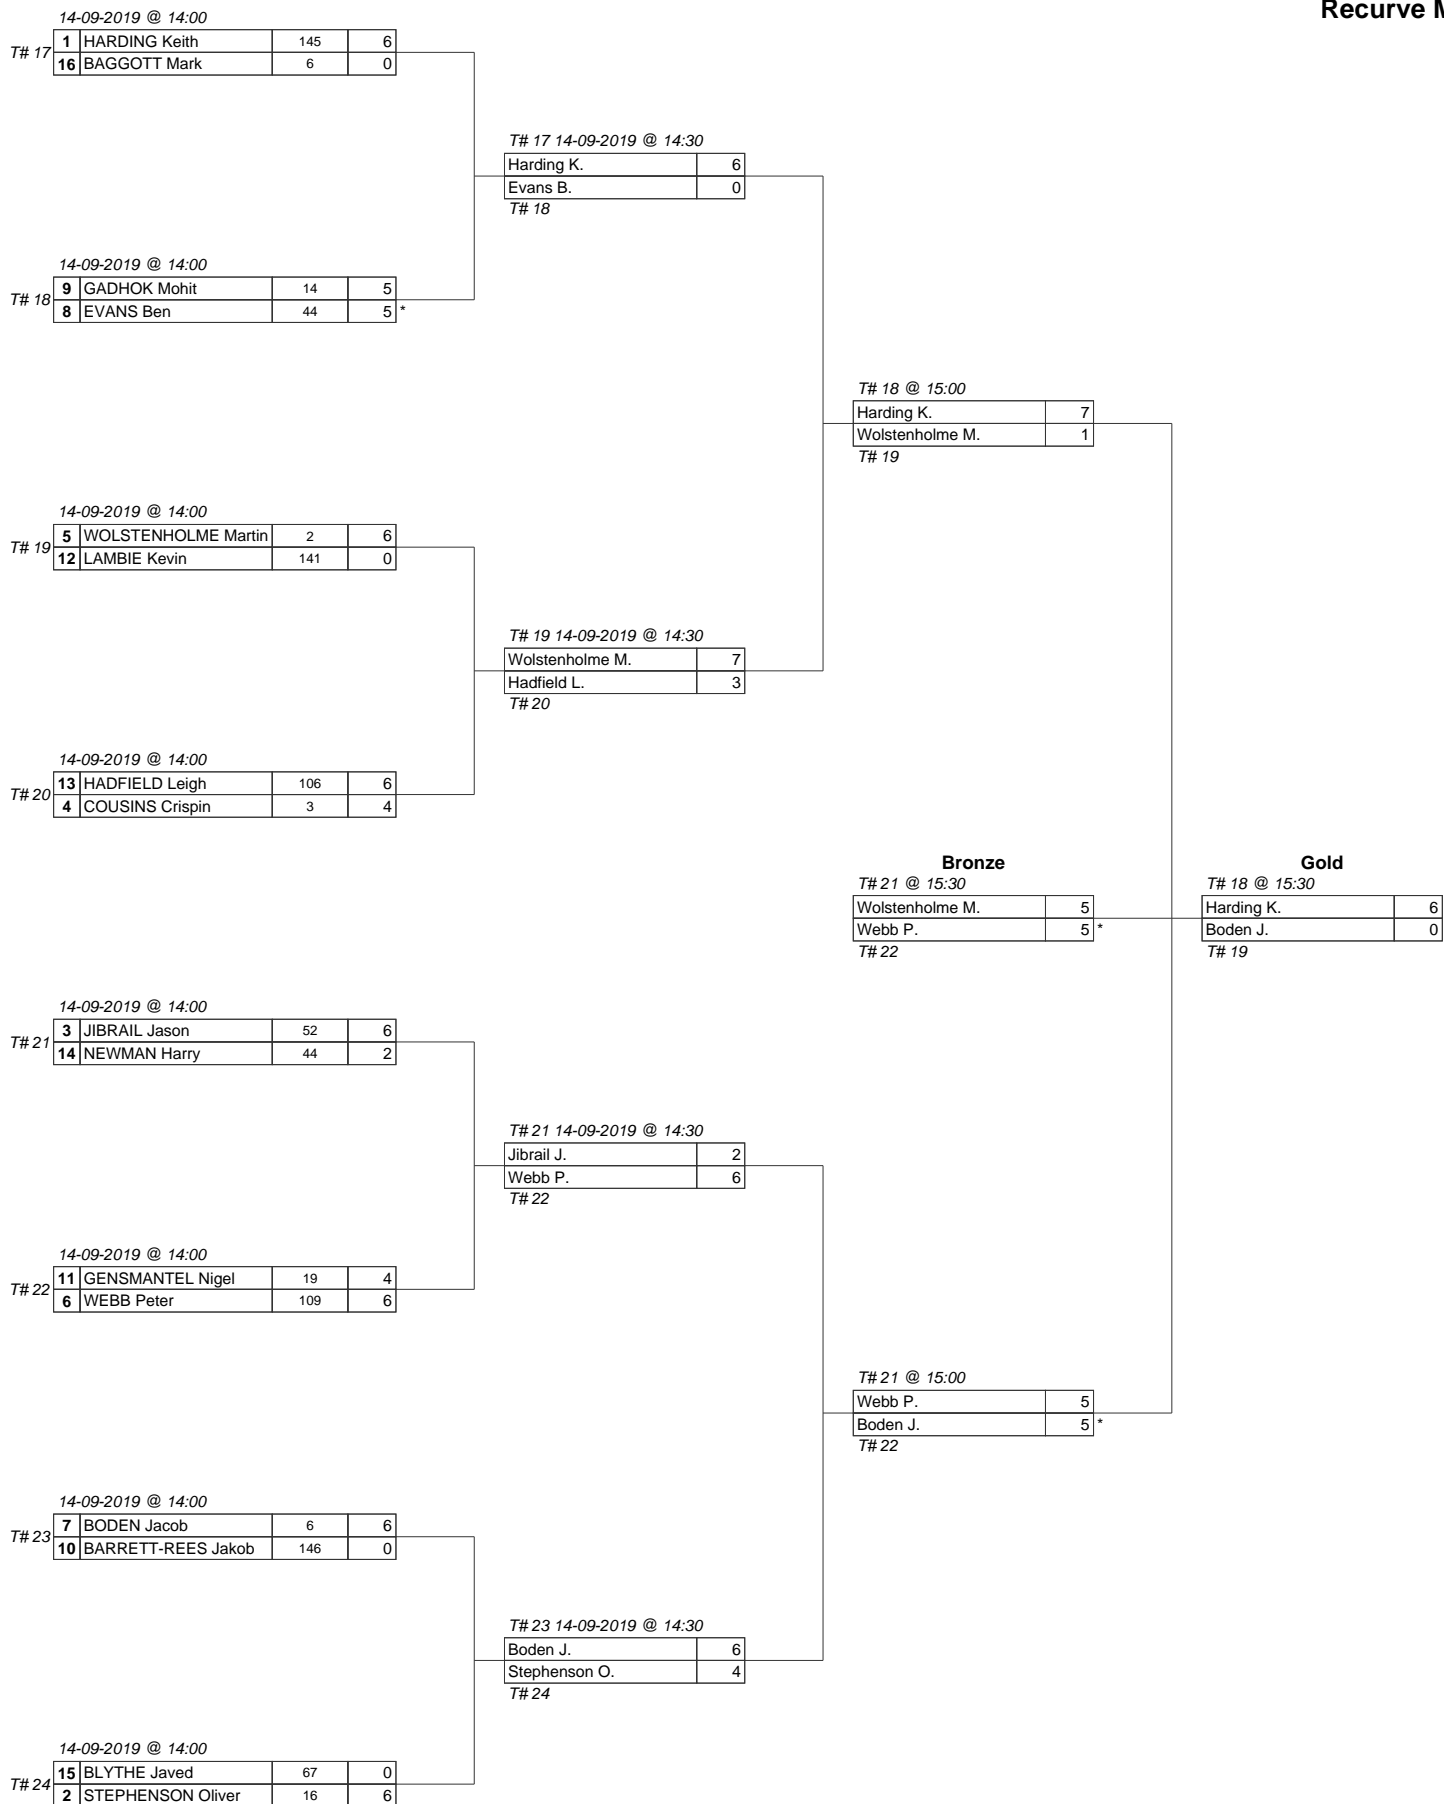 Recurve M
14-09-2019 @ 14:00
T# 17
1 HARDING Keith 145 6
16 BAGGOTT Mark 6 0
T# 17 14-09-2019 @ 14:30
Harding K. 6
Evans B. 0
T# 18
14-09-2019 @ 14:00
T# 18
9 GADHOK Mohit 14 5
8 EVANS Ben 44 5 *
T# 18 @ 15:00
Harding K. 7
Wolstenholme M. 1
T# 19
14-09-2019 @ 14:00
T# 19
5 WOLSTENHOLME Martin 2 6
12 LAMBIE Kevin 141 0
T# 19 14-09-2019 @ 14:30
Wolstenholme M. 7
Hadfield L. 3
T# 20
14-09-2019 @ 14:00
T# 20
13 HADFIELD Leigh 106 6
4 COUSINS Crispin 3 4
Bronze
T# 21 @ 15:30
Wolstenholme M. 5
Webb P. 5 *
T# 22
Gold
T# 18 @ 15:30
Harding K. 6
Boden J. 0
T# 19
14-09-2019 @ 14:00
T# 21
3 JIBRAIL Jason 52 6
14 NEWMAN Harry 44 2
T# 21 14-09-2019 @ 14:30
Jibrail J. 2
Webb P. 6
T# 22
14-09-2019 @ 14:00
T# 22
11 GENSMANTEL Nigel 19 4
6 WEBB Peter 109 6
T# 21 @ 15:00
Webb P. 5
Boden J. 5 *
T# 22
14-09-2019 @ 14:00
T# 23
7 BODEN Jacob 6 6
10 BARRETT-REES Jakob 146 0
T# 23 14-09-2019 @ 14:30
Boden J. 6
Stephenson O. 4
T# 24
14-09-2019 @ 14:00
T# 24
15 BLYTHE Javed 67 0
2 STEPHENSON Oliver 16 6